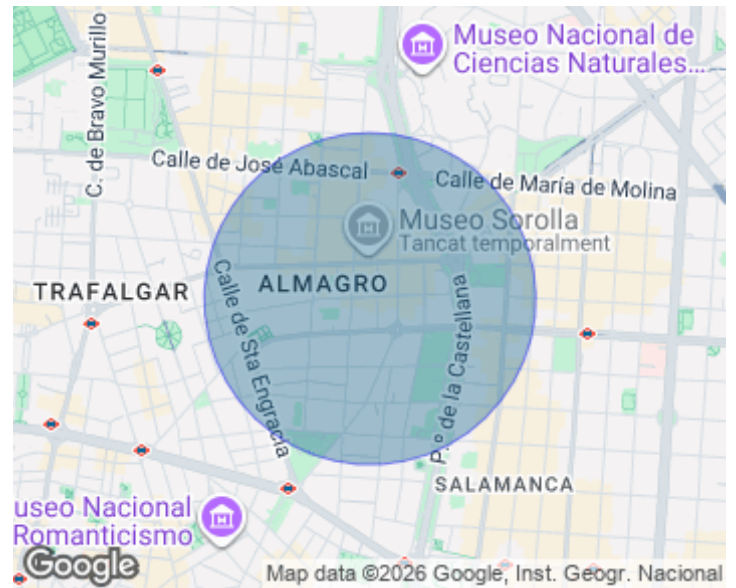 Museo Nacional de
Ciencias Naturales...
C. de Bravo Murillo
Calle de José Abascal
Calle de María de Molina
Museo Sorolla
Tancat temporalment
TRAFALGAR
ALMAGRO
Calle de Sta Engracia
P.º de la Castellana
SALAMANCA
useo Nacional
Romanticismo
Google
Map data ©2026 Google, Inst. Geogr. Nacional